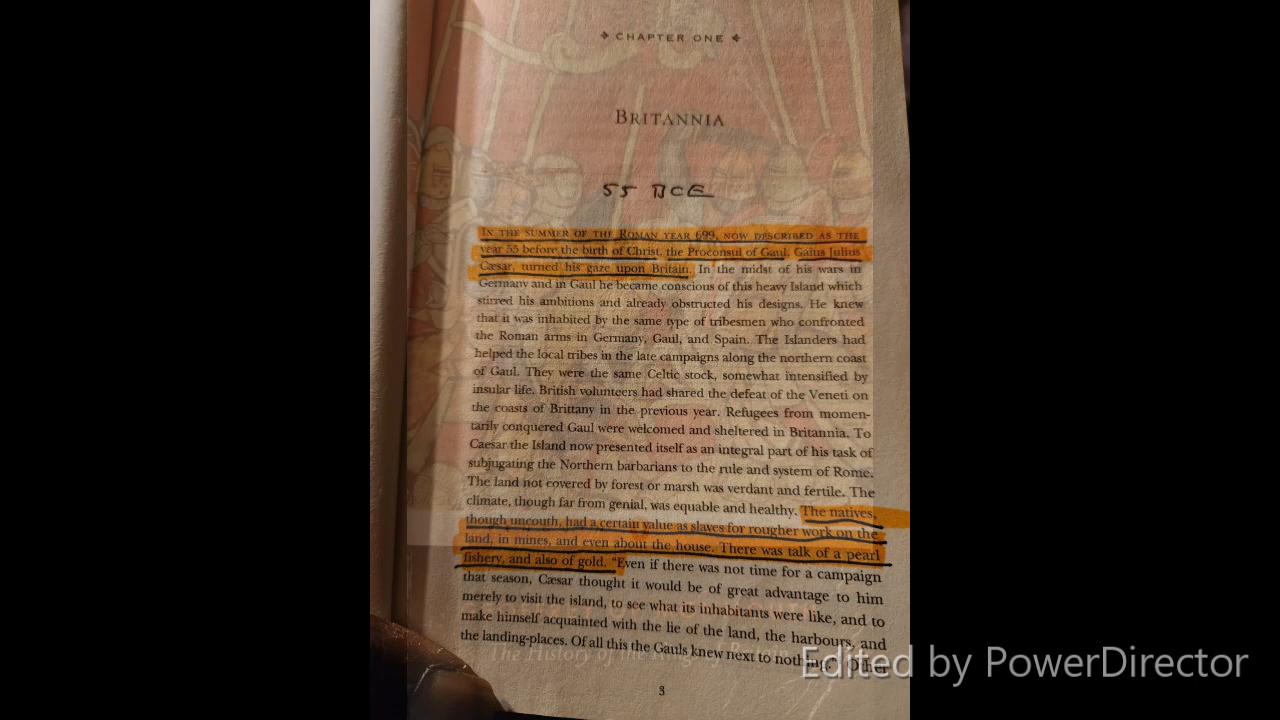 CHAPTER ONE
BRITANNIA
55 BCE
IN THE SUMMER OF THE ROMAN YEAR 699, NOW DESCRIBED AS THE
year 55 before the birth of Christ, the Proconsul of Gaul, Gaius Julius
Cæsar, turned his gaze upon Britain. In the midst of his wars in
Germany and in Gaul he became conscious of this heavy Island which
stirred his ambitions and already obstructed his designs. He knew
that it was inhabited by the same type of tribesmen who confronted
the Roman arms in Germany, Gaul, and Spain. The Islanders had
helped the local tribes in the late campaigns along the northern coast
of Gaul. They were the same Celtic stock, somewhat intensified by
insular life. British volunteers had shared the defeat of the Veneti on
the coasts of Brittany in the previous year. Refugees from momen-
tarily conquered Gaul were welcomed and sheltered in Britannia. To
Cæsar the Island now presented itself as an integral part of his task of
subjugating the Northern barbarians to the rule and system of Rome.
The land not covered by forest or marsh was verdant and fertile. The
climate, though far from genial, was equable and healthy. The natives,
though uncouth, had a certain value as slaves for rougher work on the
land, in mines, and even about the house. There was talk of a pearl
fishery, and also of gold. "Even if there was not time for a campaign
that season, Cæsar thought it would be of great advantage to him
merely to visit the island, to see what its inhabitants were like, and to
make himself acquainted with the lie of the land, the harbours, and
the landing-places. Of all this the Gauls knew next to nothing." Other
The History of the Kings of Britain
Edited by PowerDirector
3